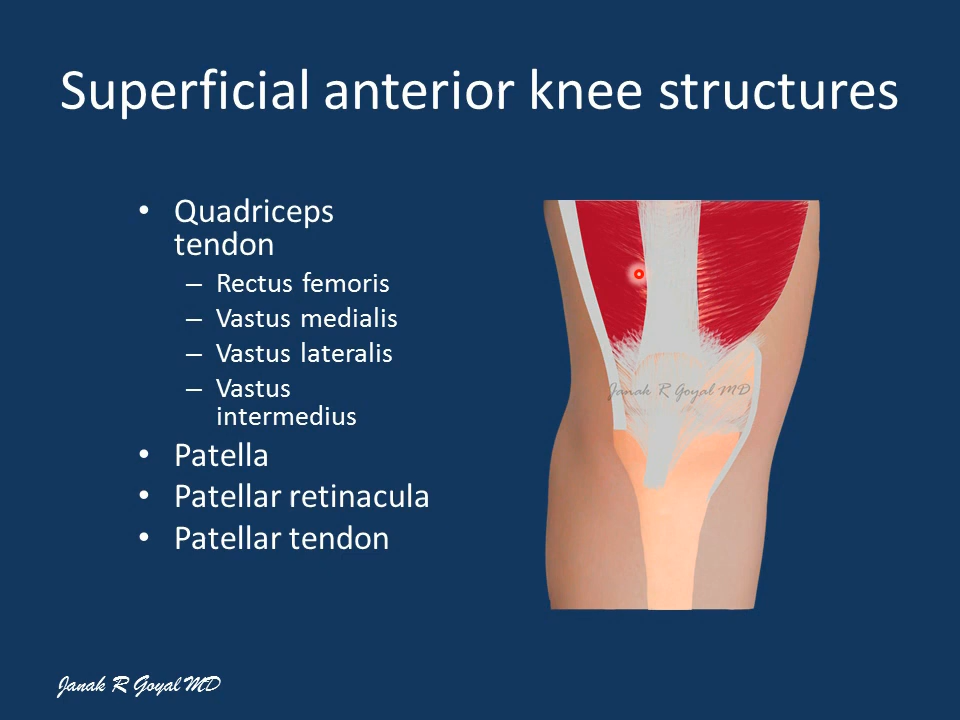 Superficial anterior knee structures
• Quadriceps
tendon
– Rectus femoris
– Vastus medialis
– Vastus lateralis
– Vastus
intermedius
• Patella
• Patellar retinacula
• Patellar tendon
Janak R Goyal MD
Janak R Goyal MD